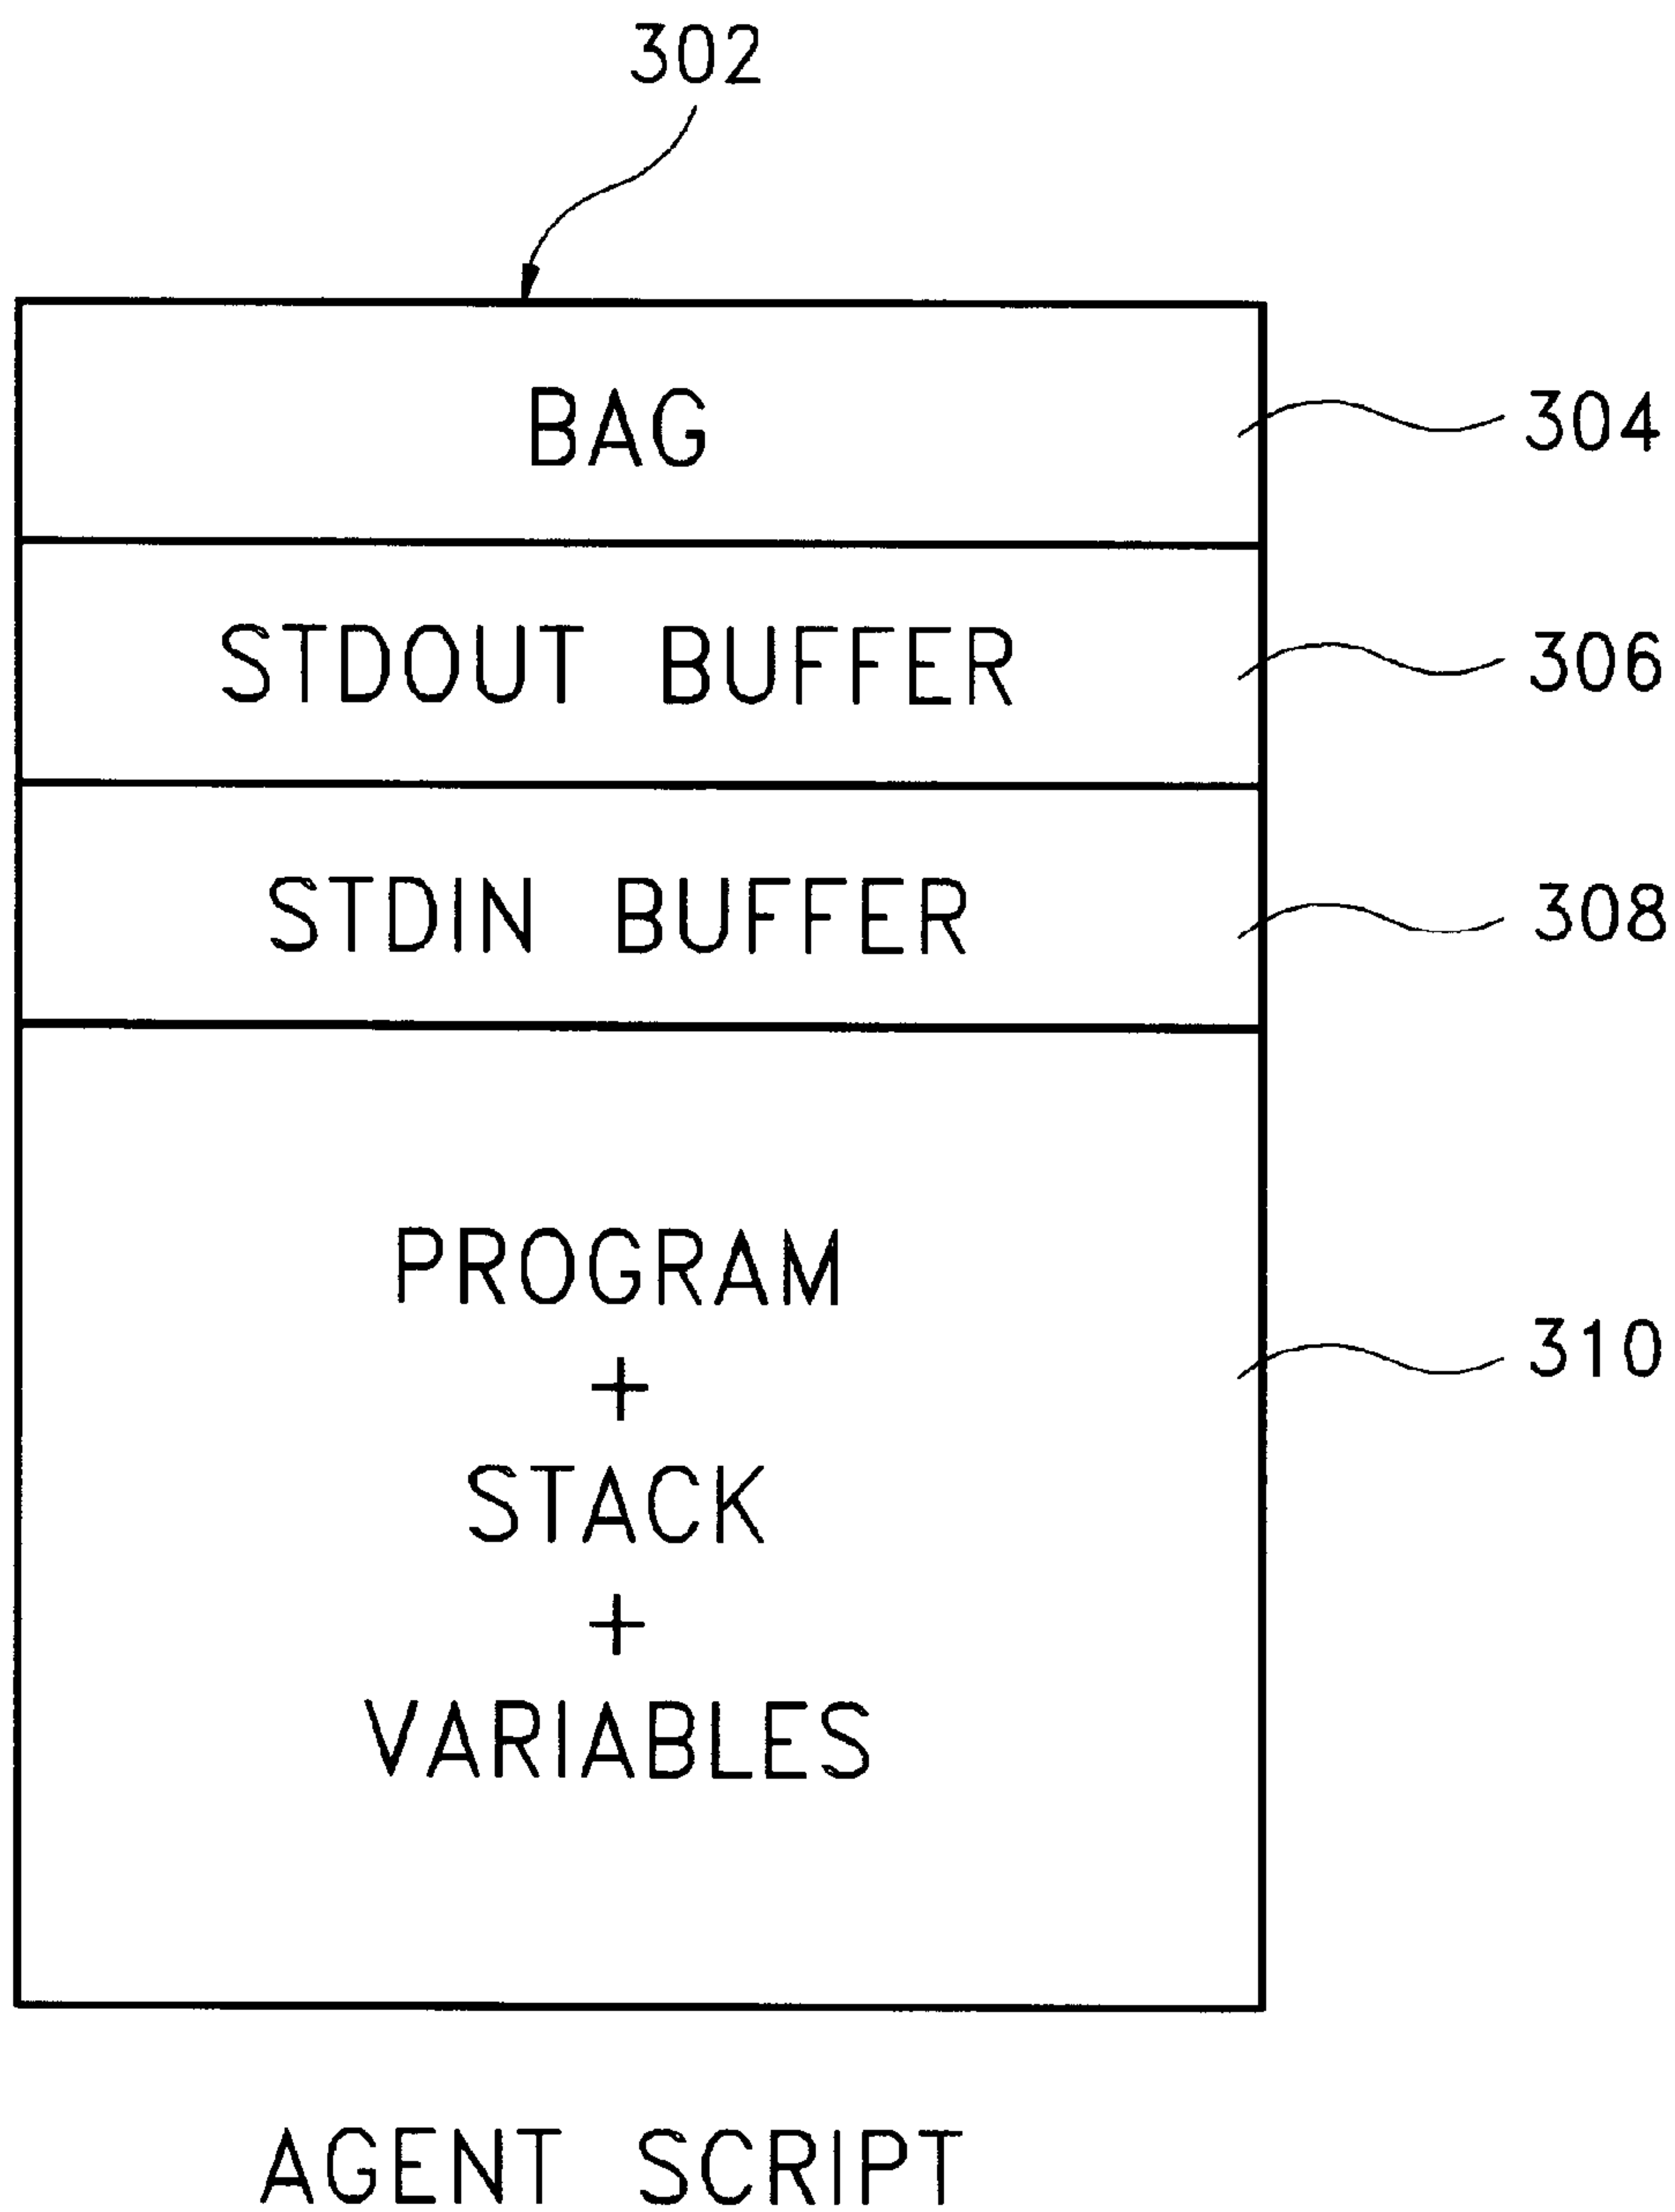 302
BAG
304
STDOUT BUFFER
306
STDIN BUFFER
308
PROGRAM
+
310
STACK
+
VARIABLES
AGENT SCRIPT